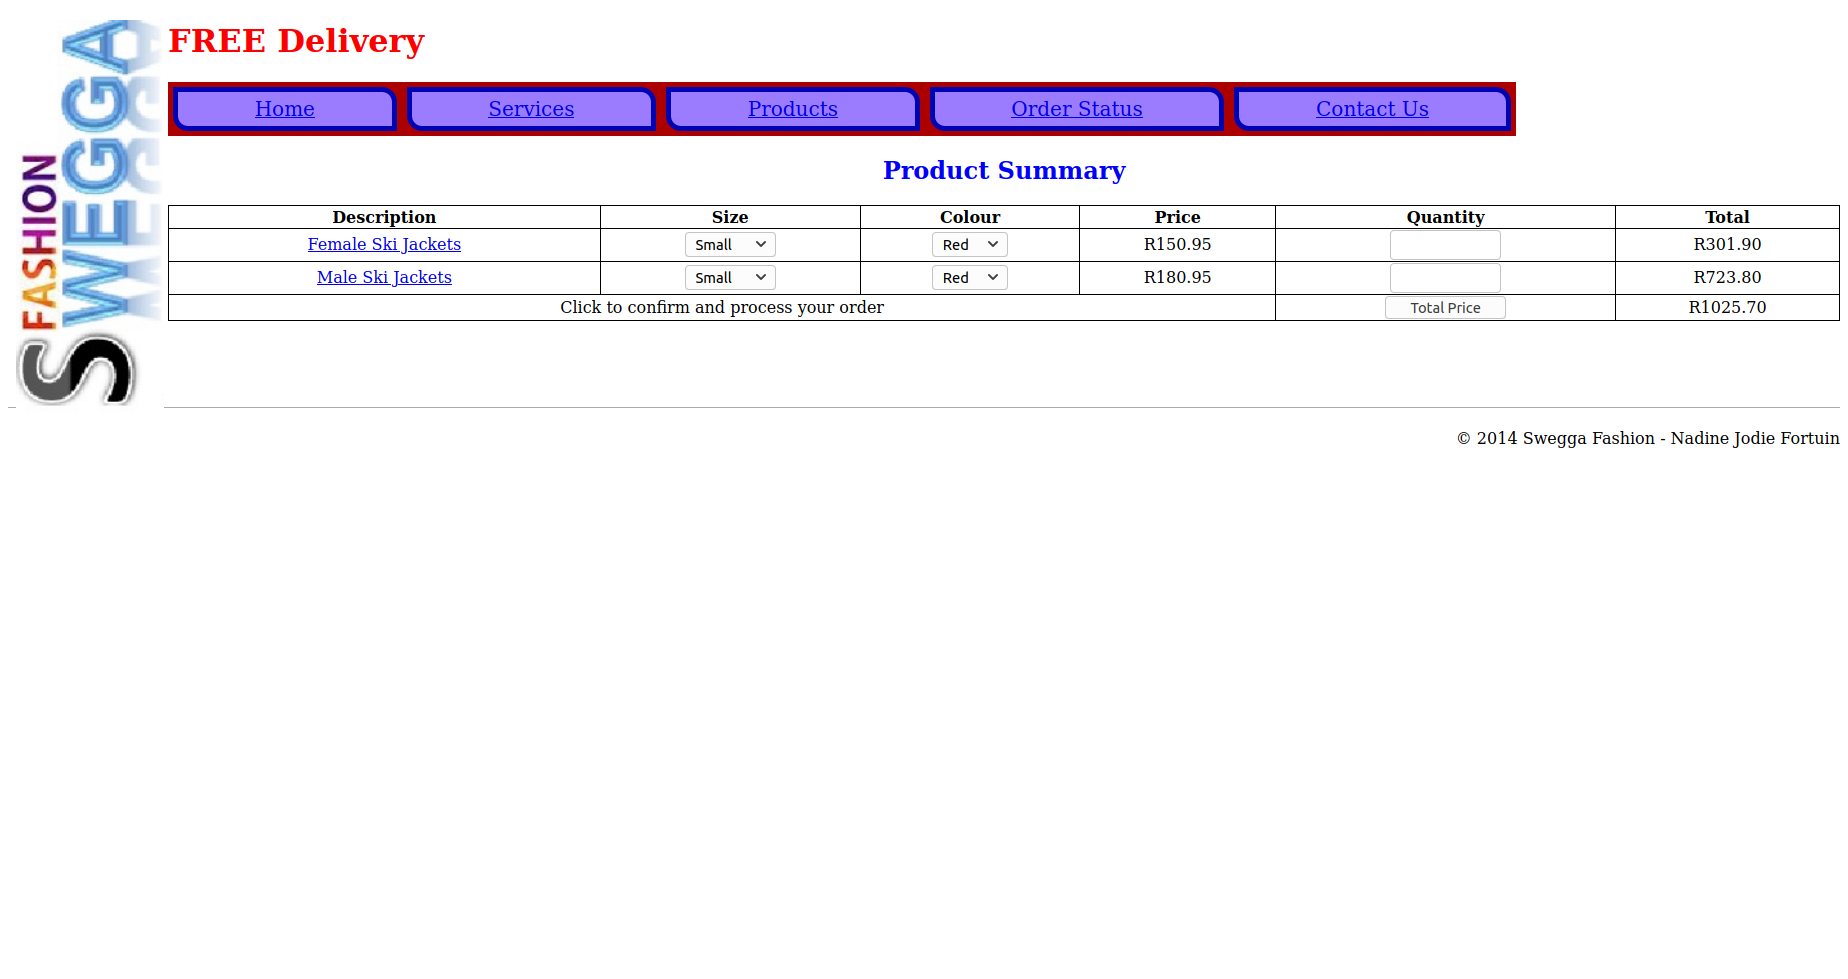 SWEGGA
FASHION
S
FREE Delivery
Home Services Products Order Status Contact Us
Product Summary
Description Size Colour Price Quantity Total
Female Ski Jackets Small Red R150.95 R301.90
Male Ski Jackets Small Red R180.95 R723.80
Click to confirm and process your order Total Price R1025.70
© 2014 Swegga Fashion - Nadine Jodie Fortuin